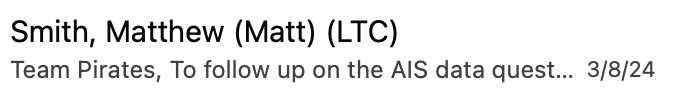 Smith, Matthew (Matt) (LTC)
Team Pirates, To follow up on the AIS data quest... 3/8/24